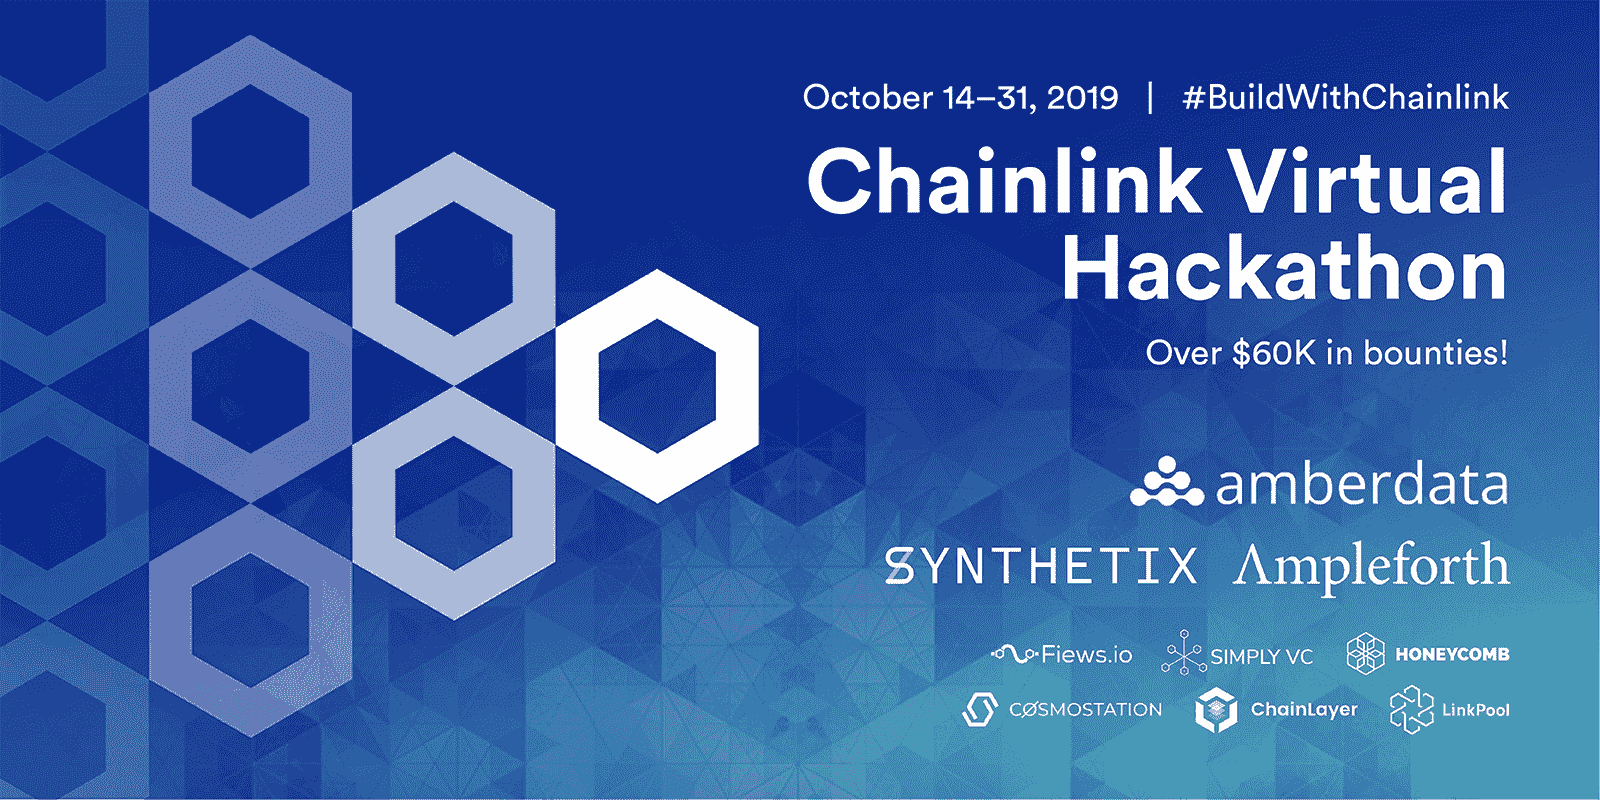 October 14–31, 2019 | #BuildWithChainlink
Chainlink Virtual
Hackathon
Over $60K in bounties!
amberdata
SYNTHETIX Ampleforth
Fiews.io SIMPLY VC HONEYCOMB
COSMOSTATION ChainLayer LinkPool